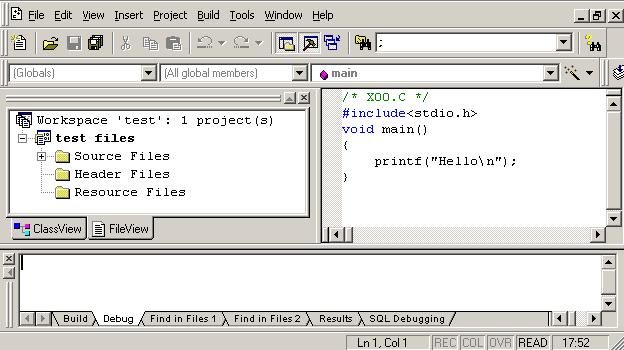 File Edit View Insert Project Build Tools Window Help
;
(Globals) (All global members) main
Workspace 'test': 1 project(s)
test files
Source Files
Header Files
Resource Files
ClassView FileView
/* XOO.C */
#include<stdio.h>
void main()
{
printf("Hello\n");
}
Build Debug Find in Files 1 Find in Files 2 Results SQL Debugging
Ln 1, Col 1 REC COL OVR READ 17:52